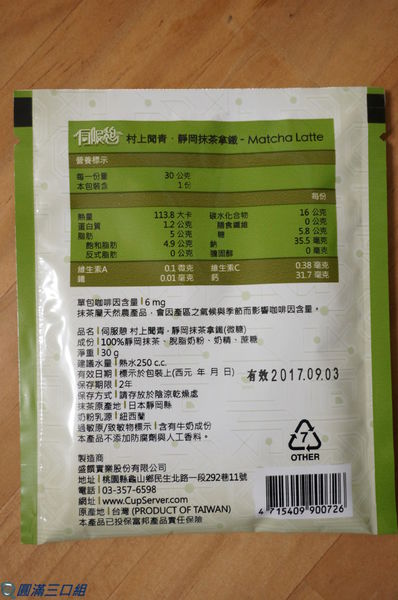 伺服憩 村上聞青．靜岡抹茶拿鐵 - Matcha Latte
營養標示
每一份量 30 公克
本包裝含 1份
每份
熱量 113.8 大卡 碳水化合物 16 公克
蛋白質 1.2 公克 膳食纖維 0 公克
脂肪 5 公克 糖 5.8 公克
飽和脂肪 4.9 公克 鈉 35.5 毫克
反式脂肪 0 公克 膽固醇 0 毫克
維生素A 0.1 微克 維生素C 0.38 毫克
鐵 0.01 毫克 鈣 31.7 毫克
單包咖啡因含量 | 6 mg
抹茶屬天然農產品，會因產區之氣候與季節而影響咖啡因含量。
品名 | 伺服憩 村上聞青．靜岡抹茶拿鐵(微糖)
成份 | 100%靜岡抹茶、脫脂奶粉、奶精、蔗糖
淨重 | 30 g
建議水量 | 熱水250 c.c.
有效日期 | 標示於包裝上(西元 年 月 日)
有效2017.09.03
保存期限 | 2年
保存方式 | 請存放於陰涼乾燥處
抹茶原產地 | 日本靜岡縣
奶粉乳源 | 紐西蘭
過敏原/致敏物標示 | 含有牛奶成份
本產品不添加防腐劑與人工香料。
7
OTHER
製造商
盛饌實業股份有限公司
地址 | 桃園縣龜山鄉民生北路一段292巷11號
電話 | 03-357-6598
網址 | www.CupServer.com
原產地 | 台灣 (PRODUCT OF TAIWAN)
本產品已投保富邦產品責任保險
4 715409 900726
圓滿三口組